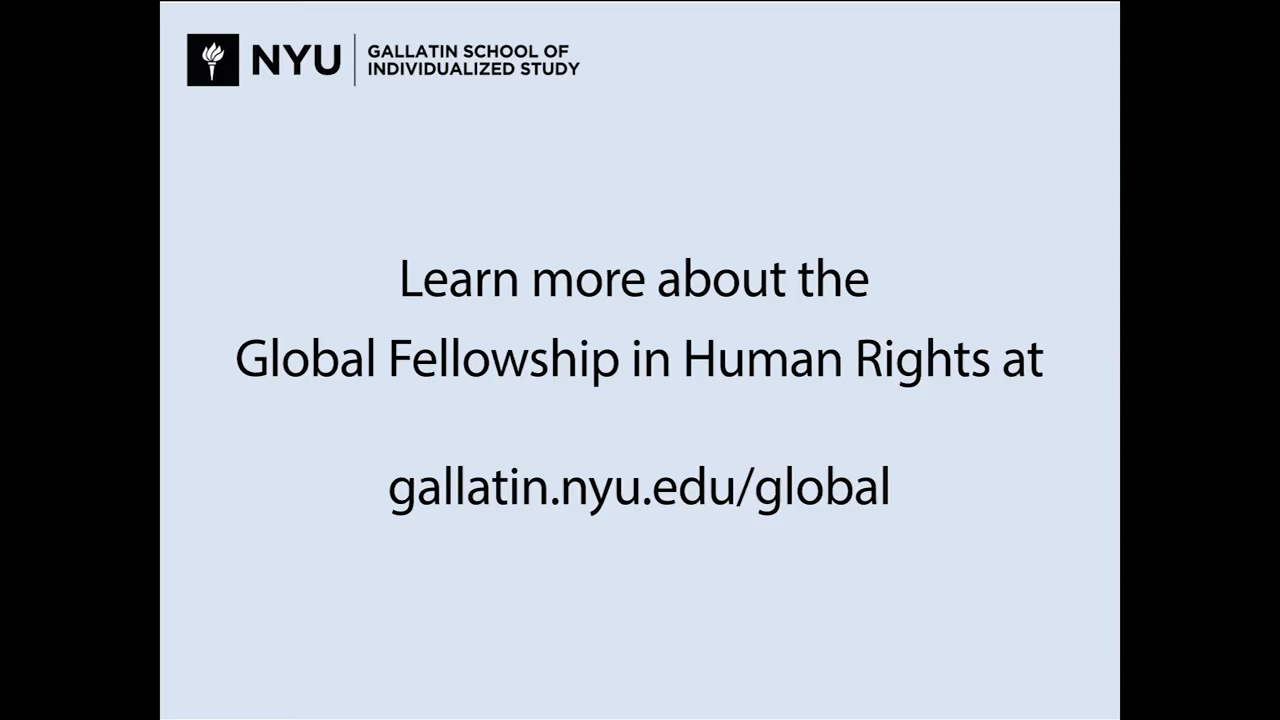 NYU
GALLATIN SCHOOL OF
INDIVIDUALIZED STUDY
Learn more about the
Global Fellowship in Human Rights at
gallatin.nyu.edu/global